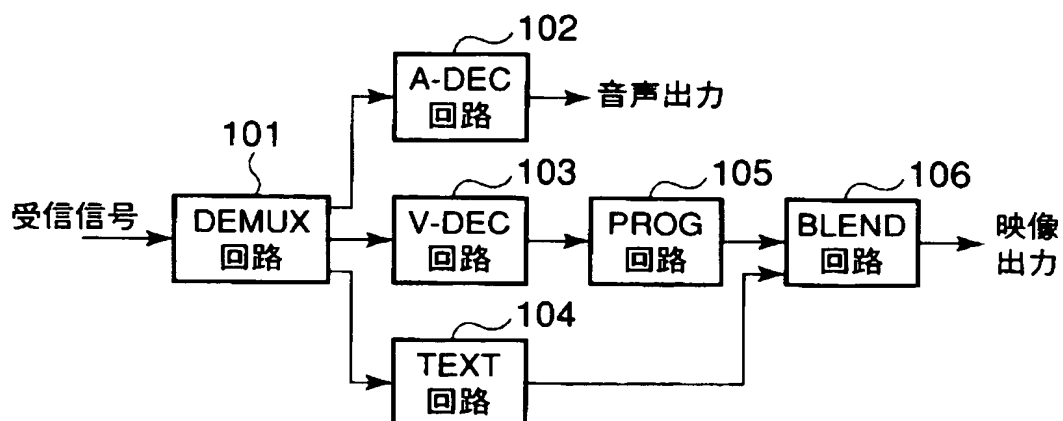 102
A-DEC
回路
音声出力
101
受信信号
DEMUX
回路
103
V-DEC
回路
105
PROG
回路
106
BLEND
回路
映像
出力
104
TEXT
回路